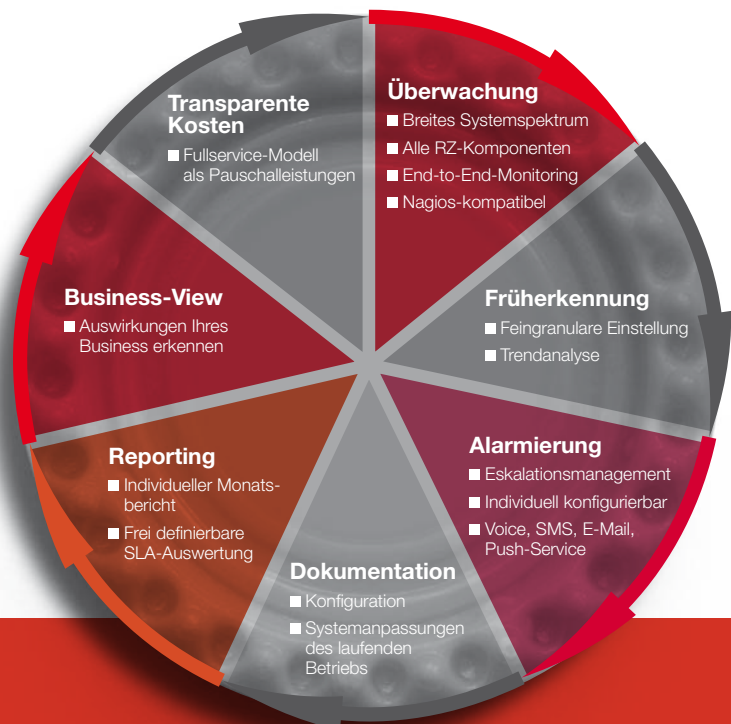 Überwachung
Breites Systemspektrum
Alle RZ-Komponenten
End-to-End-Monitoring
Nagios-kompatibel
Früherkennung
Feingranulare Einstellung
Trendanalyse
Alarmierung
Eskalationsmanagement
Individuell konfigurierbar
Voice, SMS, E-Mail,
Push-Service
Dokumentation
Konfiguration
Systemanpassungen
des laufenden
Betriebs
Reporting
Individueller Monats-
bericht
Frei definierbare
SLA-Auswertung
Business-View
Auswirkungen Ihres
Business erkennen
Transparente
Kosten
Fullservice-Modell
als Pauschalleistungen